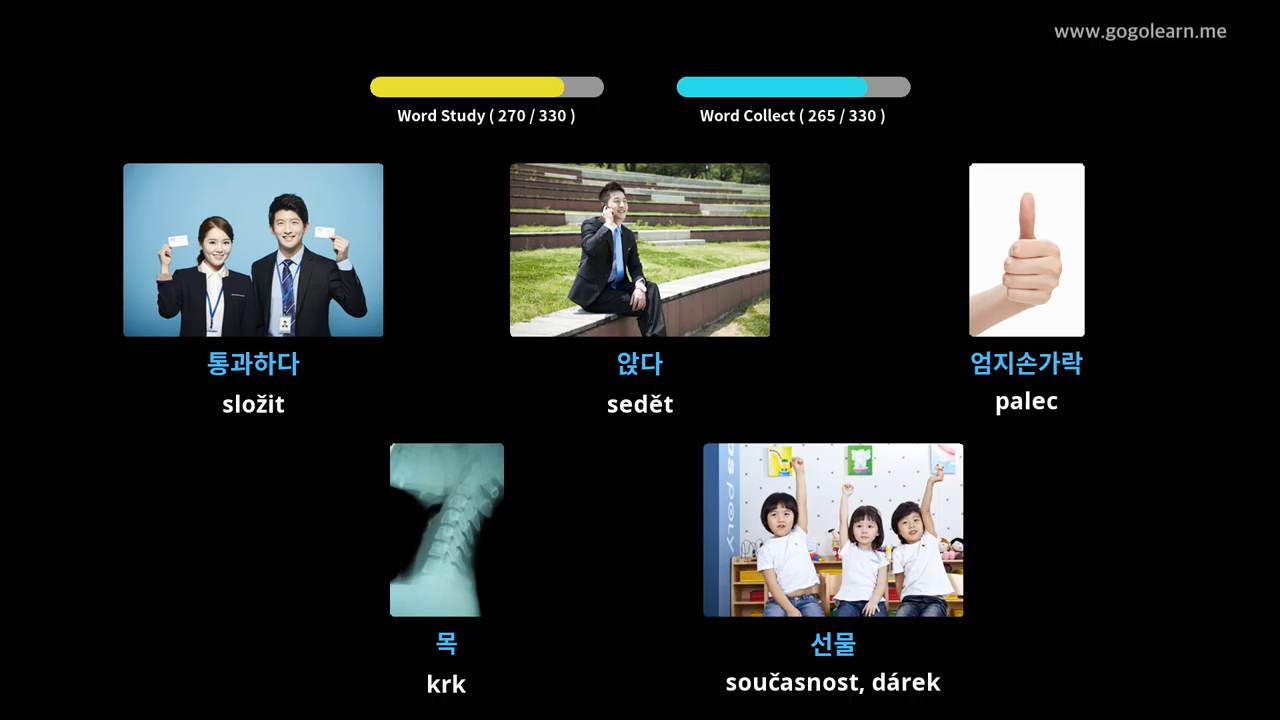 www.gogolearn.me
Word Study ( 270 / 330 )
Word Collect ( 265 / 330 )
통과하다
složit
앉다
sedět
엄지손가락
palec
목
krk
선물
současnost, dárek